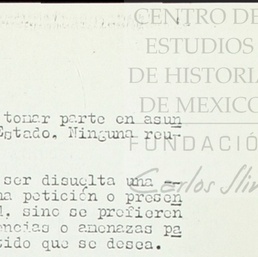 CENTRO DE
ESTUDIOS
DE HISTORIA
DE MEXICO
FUNDACIÓ
Carlos Slim
tomar parte en asun
Estado. Ninguna reu-
ser disuelta una --
na petición o presen
, sino se profieren
encias o amenazas pa
tido que se desea.